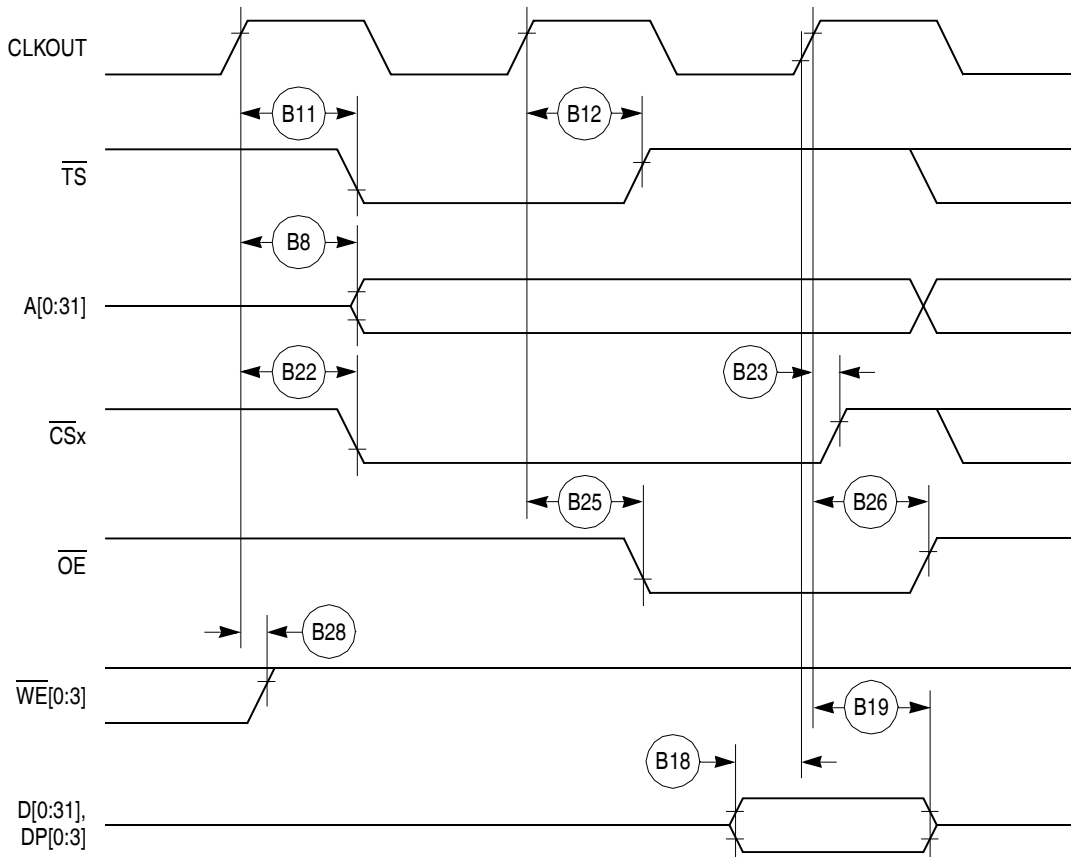 CLKOUT
B11
B12
TS
B8
A[0:31]
B22
B23
CSx
B25
B26
OE
B28
WE[0:3]
B19
B18
D[0:31],
DP[0:3]